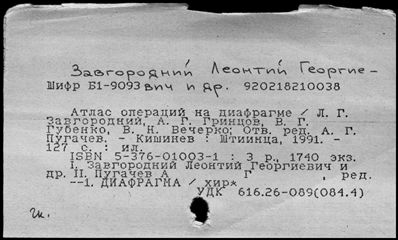 Завгородний Леонтий Георгие-
Шифр Б1-9093 вич и др. 920218210038
Атлас операций на диафрагме / Л. Г.
Завгородний, А. Г. Гринцов, В. Г.
Губенко, В. Н. Вечерко; Отв. ред. А. Г.
Пугачев. - Кишинев : Штиинца, 1991. -
127 с. : ил.
ISBN 5-376-01003-1 : 3 р., 1740 экз.
I. Завгородний Леонтий Георгиевич и
др. II. Пугачев А Г , ред.
--1. ДИАФРАГМА / хир*
УДК 616.26-089(084.4)